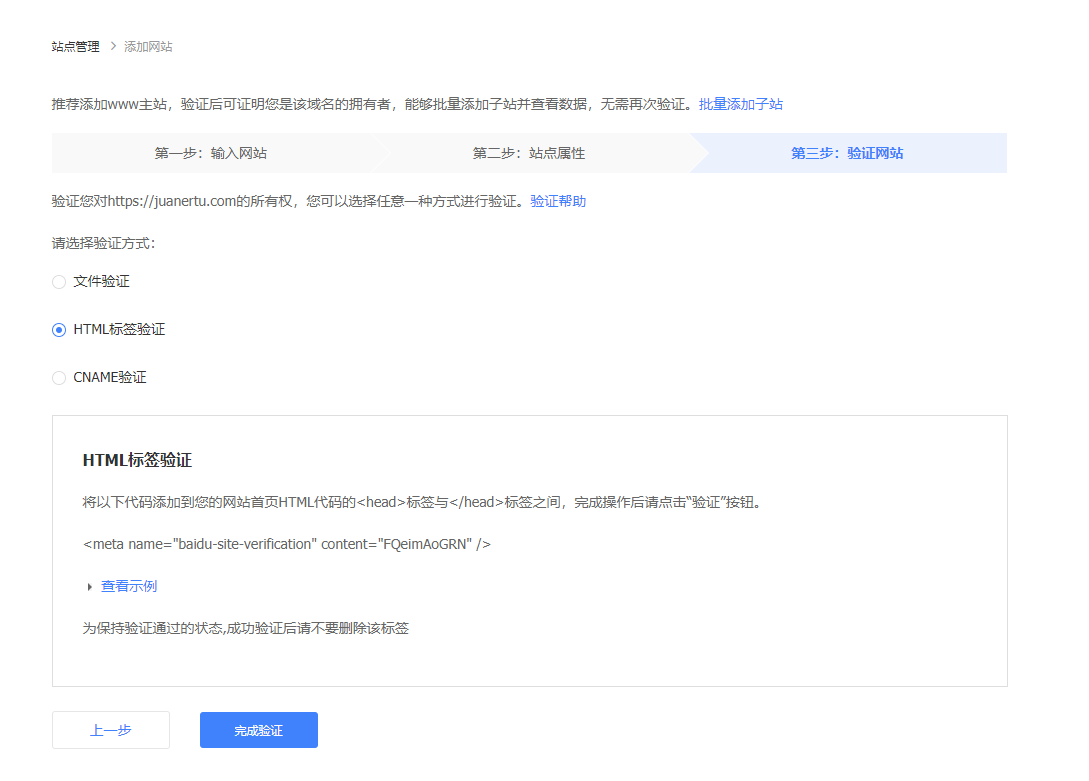 站点管理 > 添加网站
推荐添加www主站，验证后可证明您是该域名的拥有者，能够批量添加子站并查看数据，无需再次验证。批量添加子站
第一步：输入网站 第二步：站点属性 第三步：验证网站
验证您对https://juanertu.com的所有权，您可以选择任意一种方式进行验证。验证帮助
请选择验证方式：
文件验证
HTML标签验证
CNAME验证
HTML标签验证
将以下代码添加到您的网站首页HTML代码的<head>标签与</head>标签之间，完成操作后请点击“验证”按钮。
<meta name="baidu-site-verification" content="FQeimAoGRN" />
查看示例
为保持验证通过的状态,成功验证后请不要删除该标签
上一步 完成验证